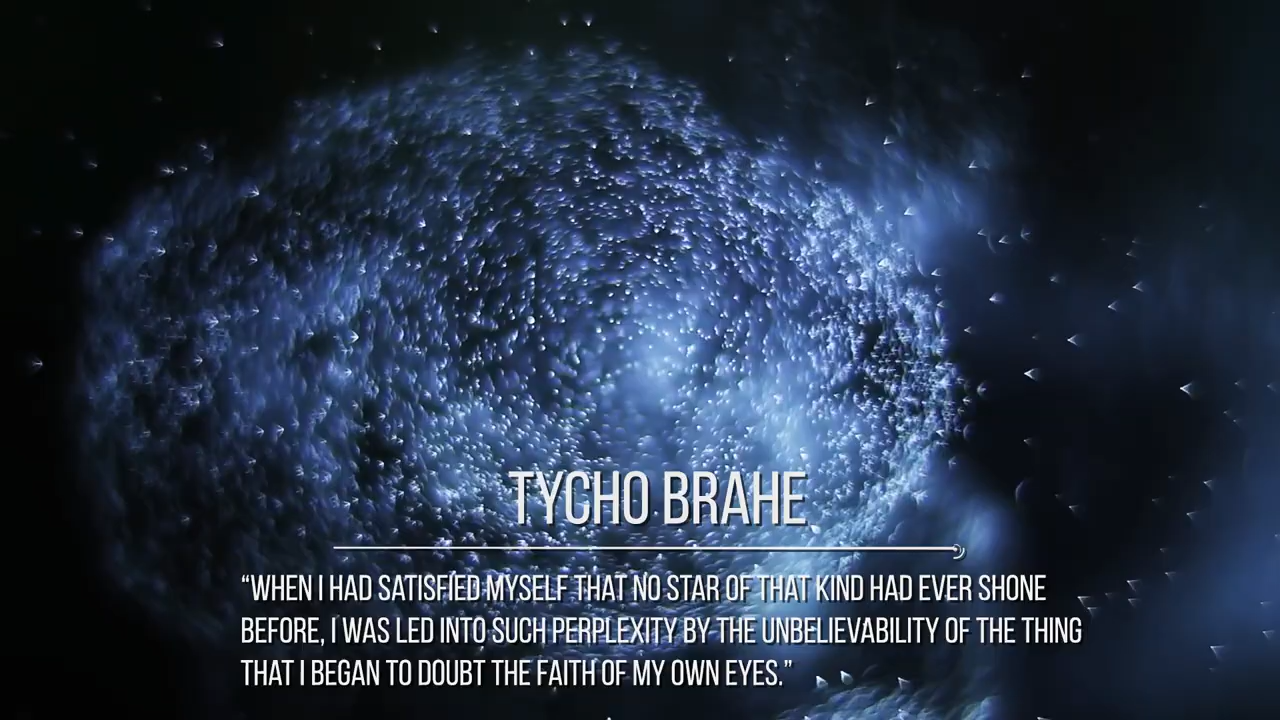 TYCHO BRAHE
“WHEN I HAD SATISFIED MYSELF THAT NO STAR OF THAT KIND HAD EVER SHONE
BEFORE, I WAS LED INTO SUCH PERPLEXITY BY THE UNBELIEVABILITY OF THE THING
THAT I BEGAN TO DOUBT THE FAITH OF MY OWN EYES.”